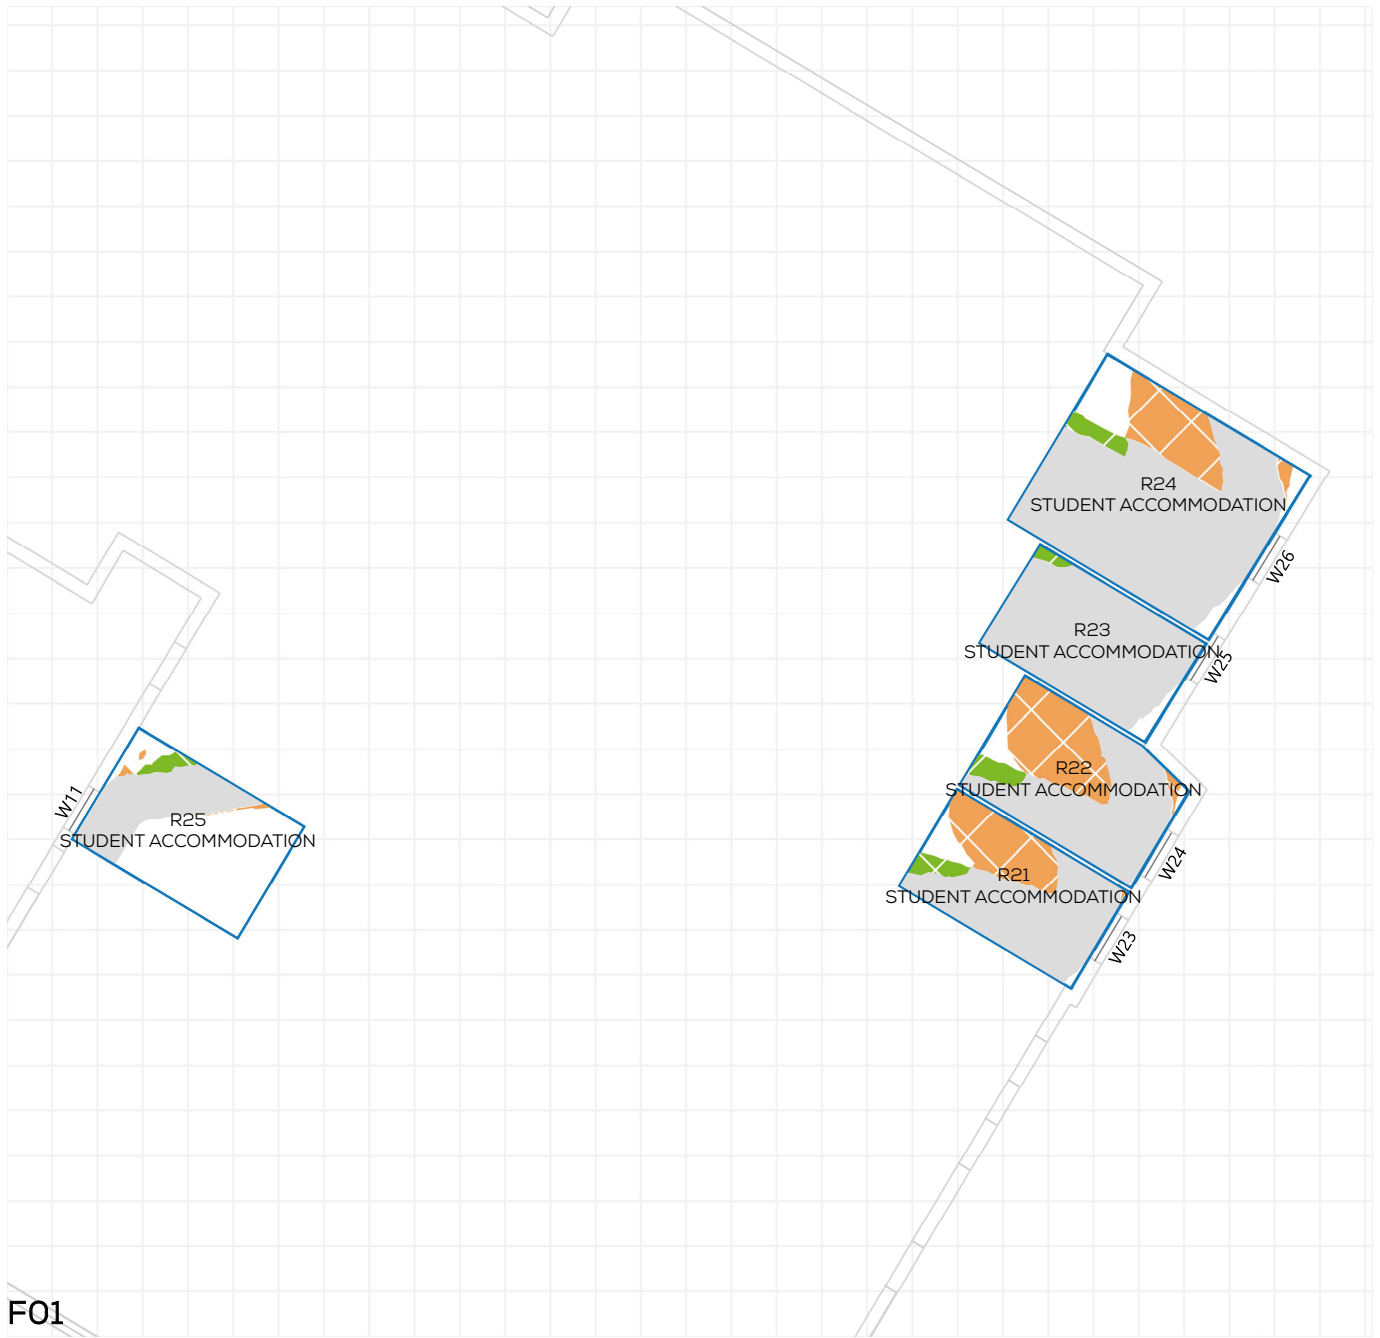 R24
STUDENT ACCOMMODATION
W26
R23
STUDENT ACCOMMODATION
W25
R22
STUDENT ACCOMMODATION
W24
W11
R25
STUDENT ACCOMMODATION
R21
STUDENT ACCOMMODATION
W23
F01